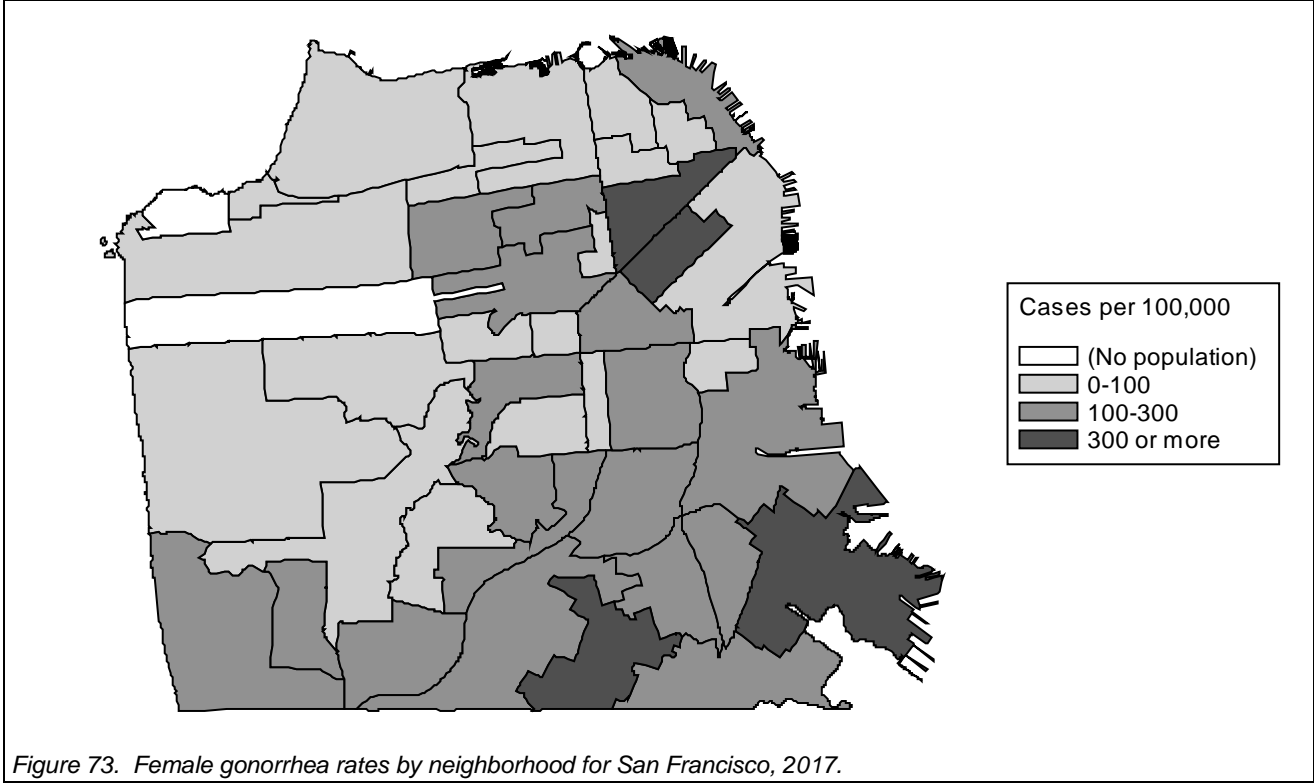 Cases per 100,000
(No population)
0-100
100-300
300 or more
Figure 73.  Female gonorrhea rates by neighborhood for San Francisco, 2017.